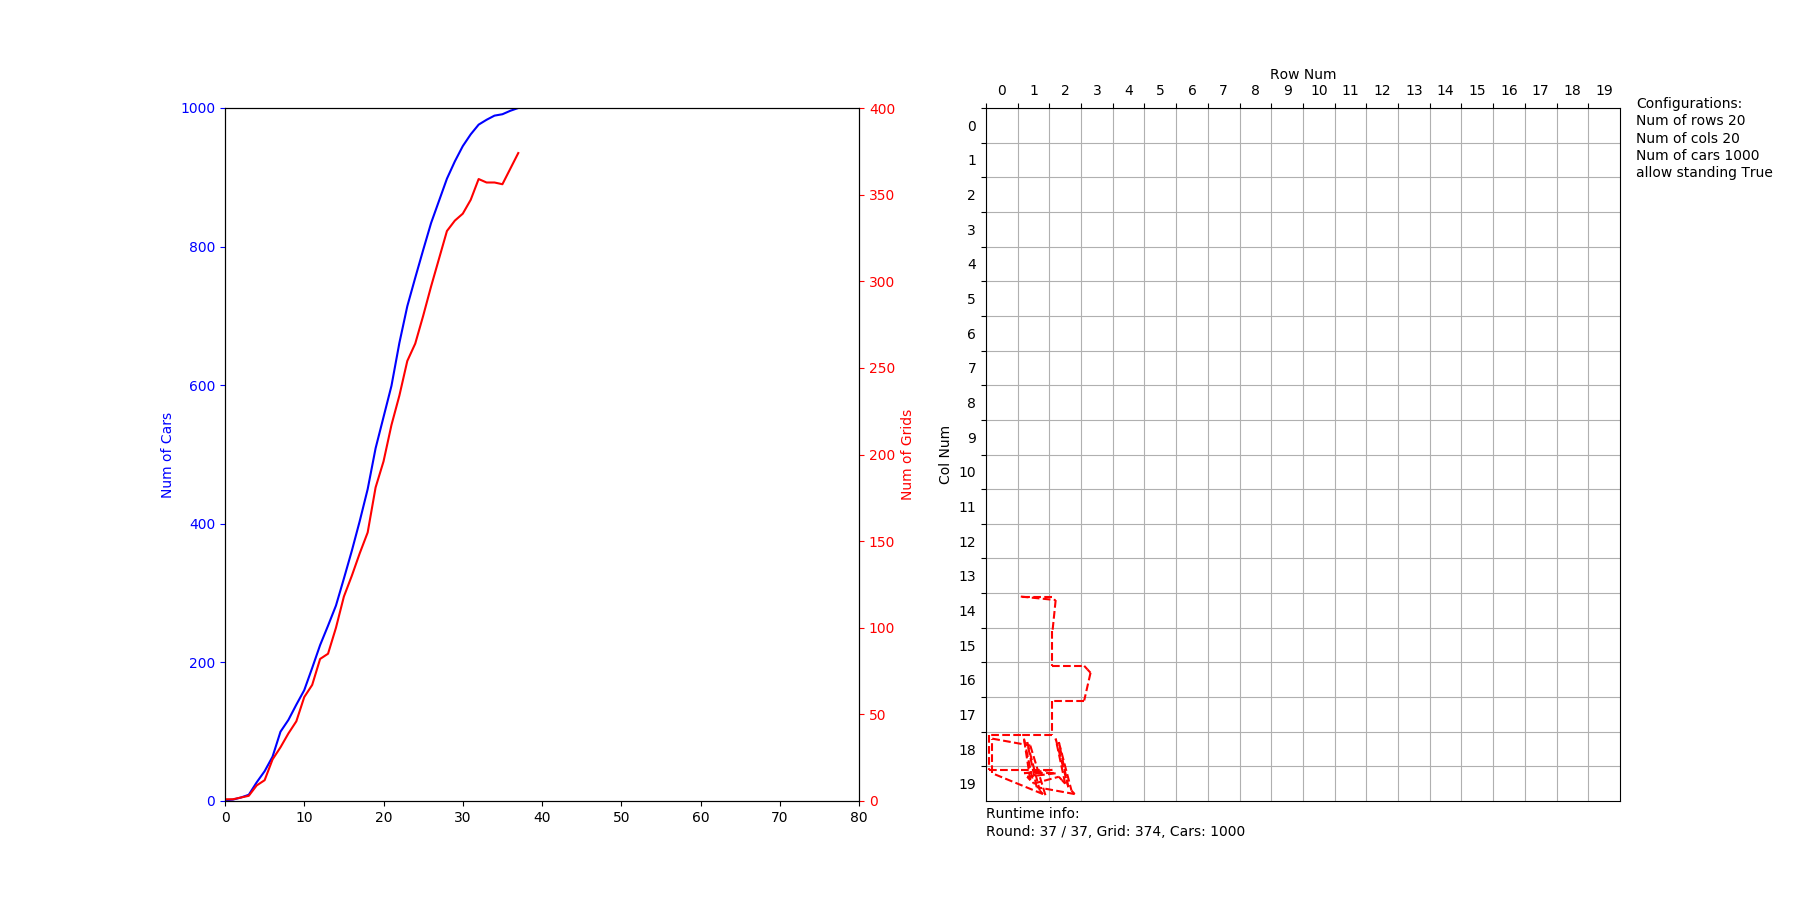 Row Num
0 1 2 3 4 5 6 7 8 9 10 11 12 13 14 15 16 17 18 19
Configurations:
Num of rows 20
Num of cols 20
Num of cars 1000
allow standing True
1000
800
600
400
200
0
Num of Cars
0 10 20 30 40 50 60 70 80
400
350
300
250
200
150
100
50
0
Num of Grids
Col Num
0
1
2
3
4
5
6
7
8
9
10
11
12
13
14
15
16
17
18
19
Runtime info:
Round: 37 / 37, Grid: 374, Cars: 1000